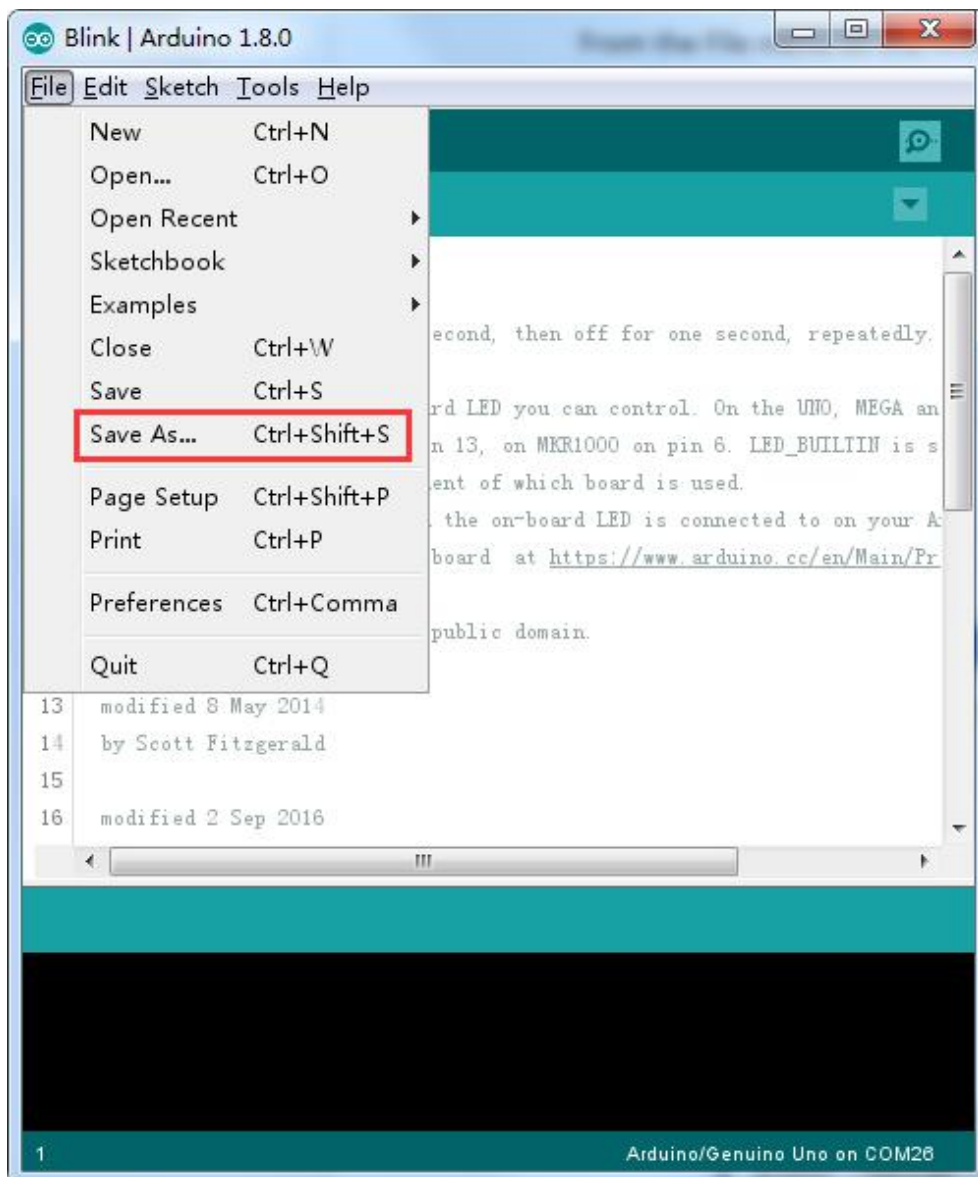 Blink | Arduino 1.8.0
File Edit Sketch Tools Help
New Ctrl+N
Open... Ctrl+O
Open Recent
Sketchbook
Examples
Close Ctrl+W
Save Ctrl+S
Save As... Ctrl+Shift+S
Page Setup Ctrl+Shift+P
Print Ctrl+P
Preferences Ctrl+Comma
Quit Ctrl+Q
econd, then off for one second, repeatedly.
rd LED you can control. On the UNO, MEGA an
n 13, on MKR1000 on pin 6. LED_BUILTIN is s
ent of which board is used.
the on-board LED is connected to on your A
board at https://www.arduino.cc/en/Main/Pr
public domain.
13 modified 8 May 2014
14 by Scott Fitzgerald
15
16 modified 2 Sep 2016
1 Arduino/Genuino Uno on COM26